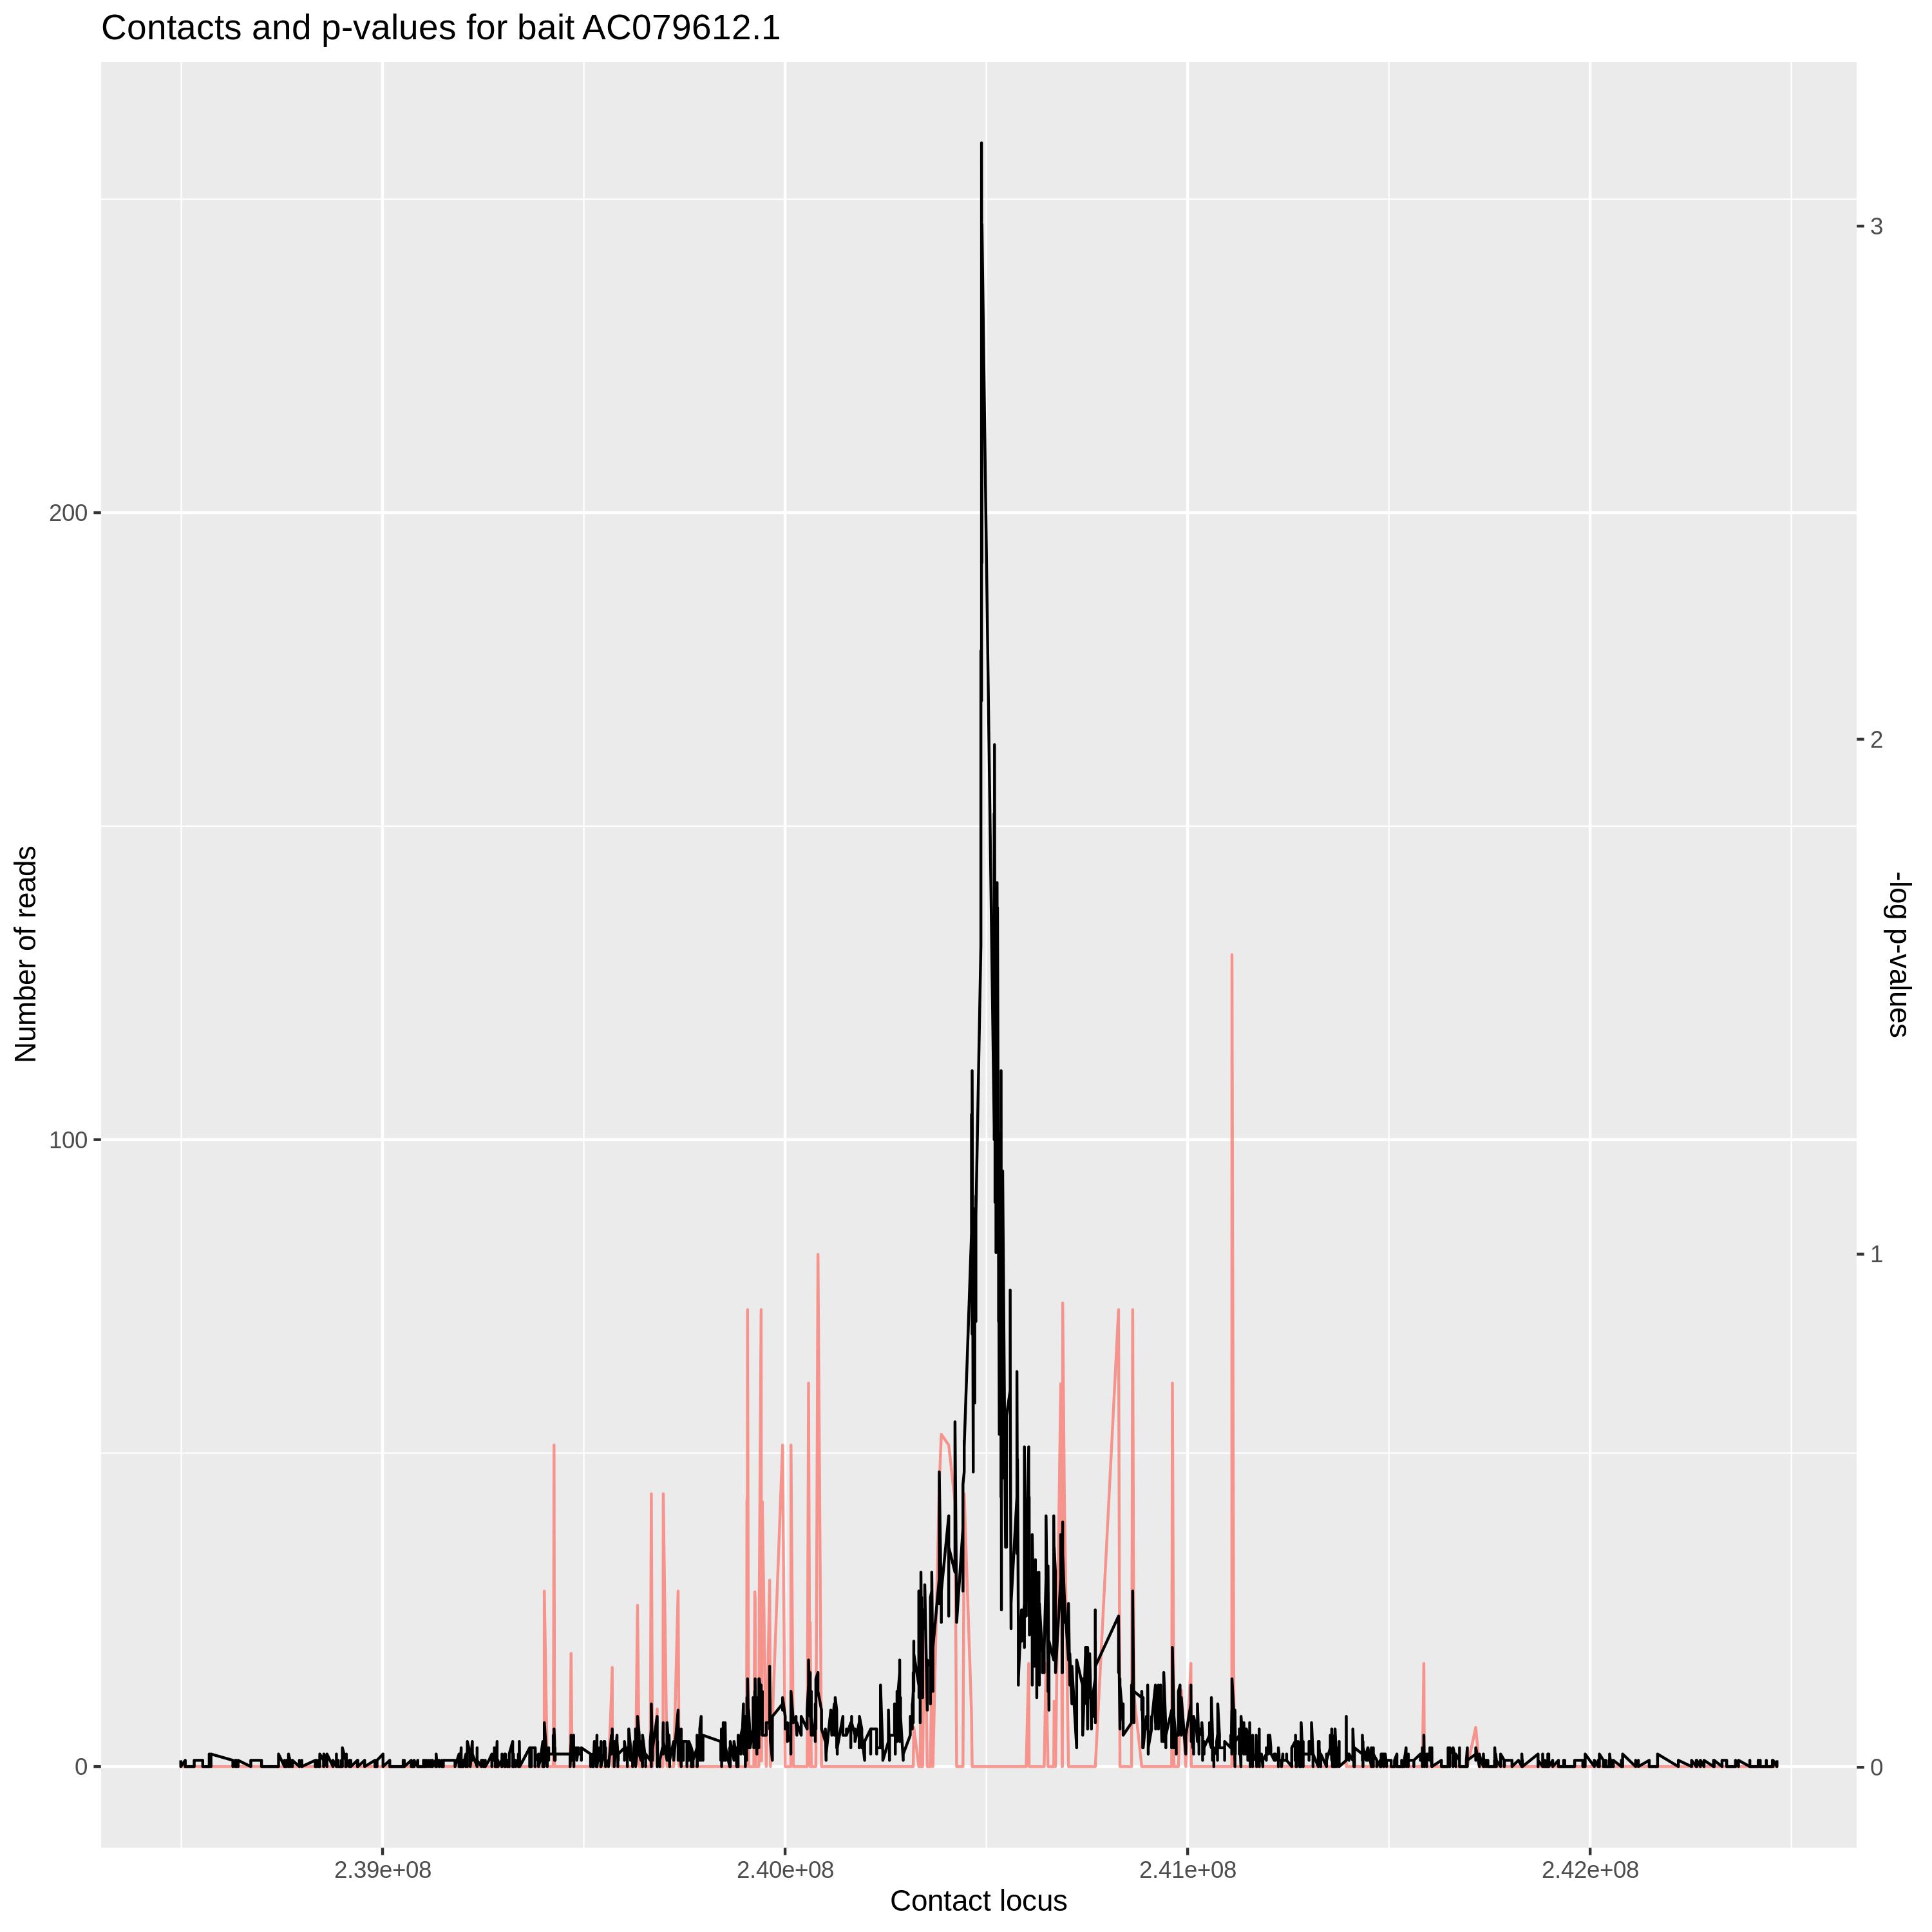 Contacts and p-values for bait AC079612.1
Number of reads
200
100
0
3
2
1
0
-log p-values
2.39e+08
2.40e+08
2.41e+08
2.42e+08
Contact locus